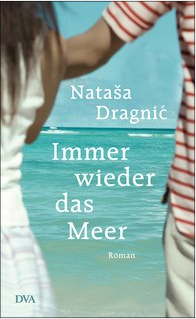 Nataša
Dragnić
Immer
wieder
das
Meer
Roman
DVA